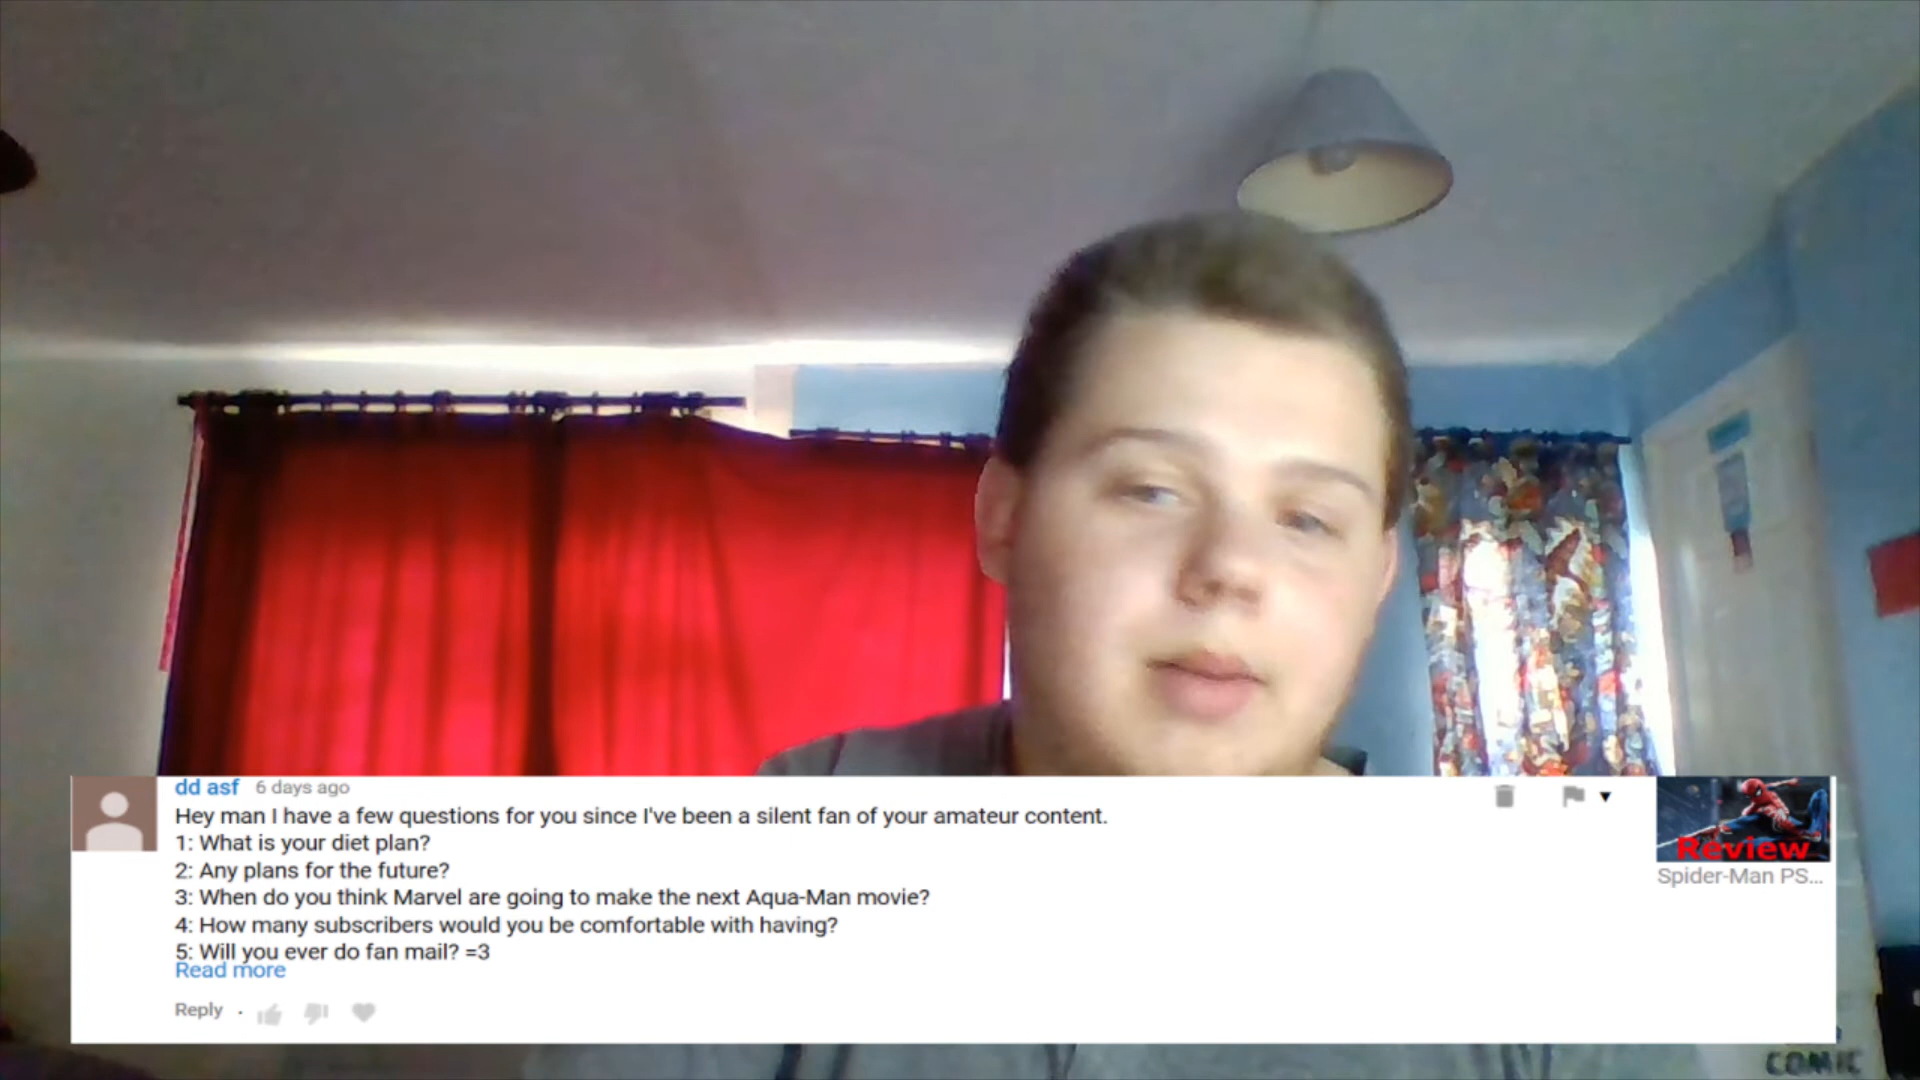 dd asf 6 days ago
Hey man I have a few questions for you since I've been a silent fan of your amateur content.
1: What is your diet plan?
2: Any plans for the future?
3: When do you think Marvel are going to make the next Aqua-Man movie?
4: How many subscribers would you be comfortable with having?
5: Will you ever do fan mail? =3
Read more
Reply ·
Review
Spider-Man PS...
COMIC